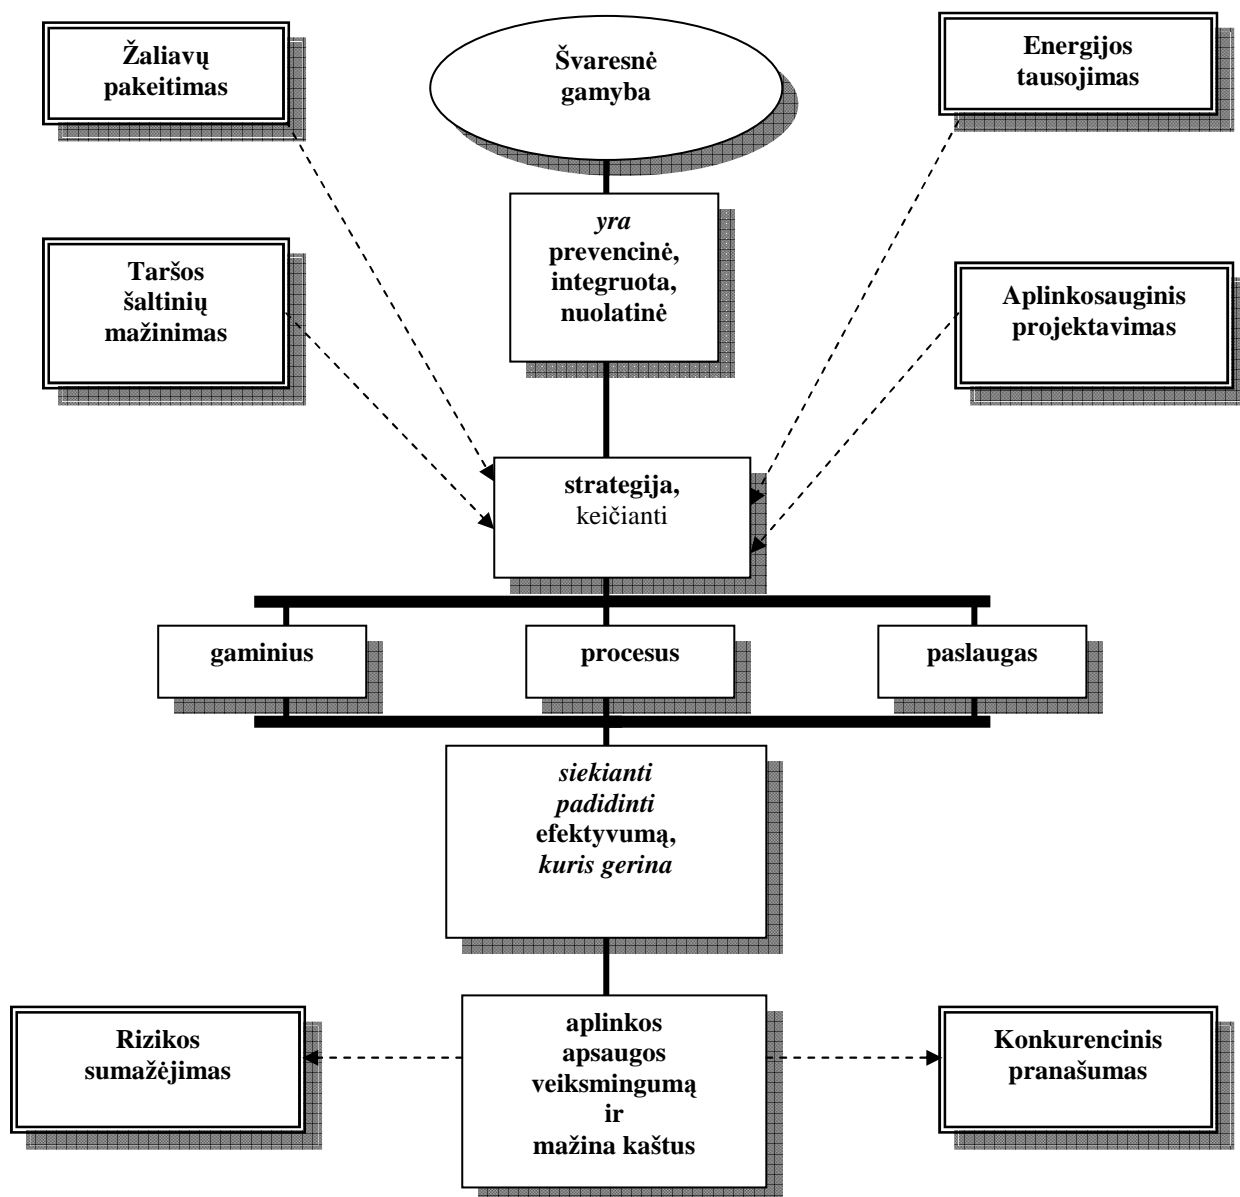 Žaliavų
pakeitimas
Švaresnė
gamyba
Energijos
tausojimas
yra
prevencinė,
integruota,
nuolatinė
Taršos
šaltinių
mažinimas
Aplinkosauginis
projektavimas
strategija,
keičianti
gaminius
procesus
paslaugas
siekianti
padidinti
efektyvumą,
kuris gerina
Rizikos
sumažėjimas
aplinkos
apsaugos
veiksmingumą
ir
mažina kaštus
Konkurencinis
pranašumas